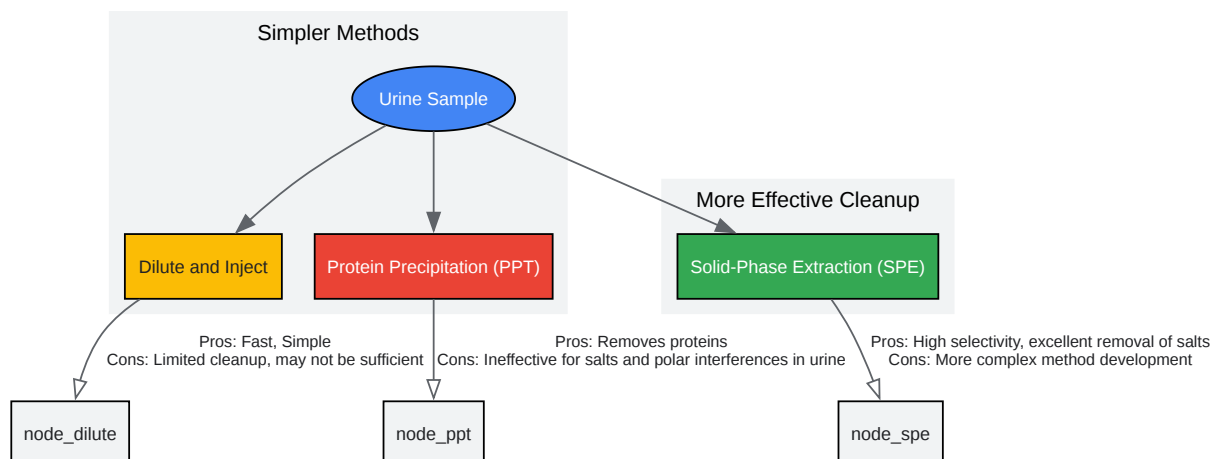 Simpler Methods
Urine Sample
More Effective Cleanup
Dilute and Inject
Protein Precipitation (PPT)
Solid-Phase Extraction (SPE)
Pros: Fast, Simple
Cons: Limited cleanup, may not be sufficient
Pros: Removes proteins
Cons: Ineffective for salts and polar interferences in urine
Pros: High selectivity, excellent removal of salts
Cons: More complex method development
node_dilute
node_ppt
node_spe